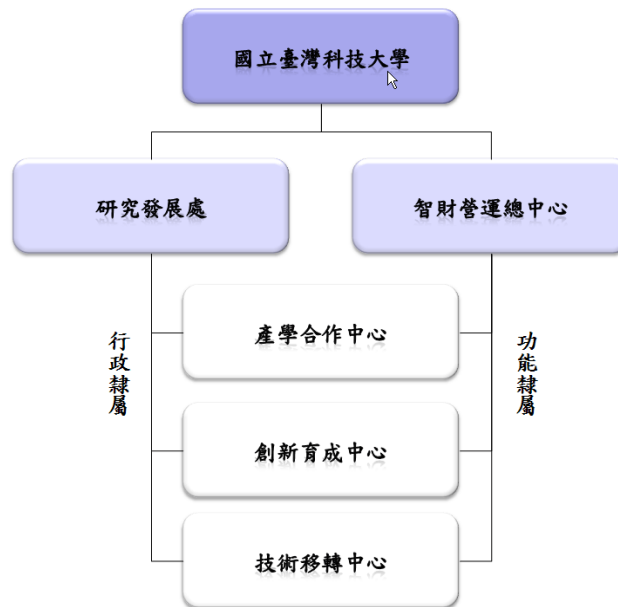 國立臺灣科技大學
研究發展處
智財營運總中心
產學合作中心
行政隸屬
功能隸屬
創新育成中心
技術移轉中心